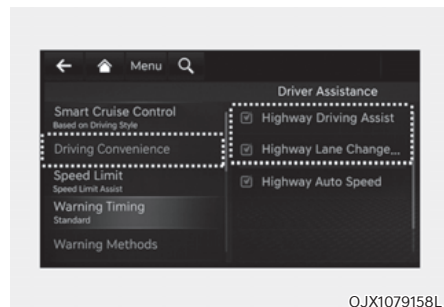 Menu
Driver Assistance
Smart Cruise Control
Based on Driving Style
Driving Convenience
Speed Limit
Speed Limit Assist
Warning Timing
Standard
Warning Methods
Highway Driving Assist
Highway Lane Change...
Highway Auto Speed
OJX1079158L